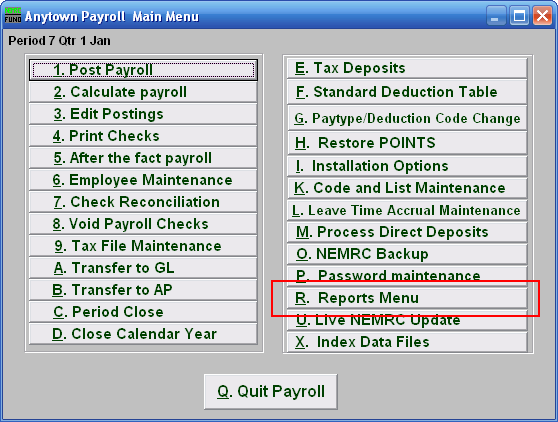 Anytown Payroll Main Menu
FUND
Period 7 Qtr 1 Jan
1. Post Payroll
2. Calculate payroll
3. Edit Postings
4. Print Checks
5. After the fact payroll
6. Employee Maintenance
7. Check Reconciliation
8. Void Payroll Checks
9. Tax File Maintenance
A. Transfer to GL
B. Transfer to AP
C. Period Close
D. Close Calendar Year
E. Tax Deposits
F. Standard Deduction Table
G. Paytype/Deduction Code Change
H. Restore POINTS
I. Installation Options
K. Code and List Maintenance
L. Leave Time Accrual Maintenance
M. Process Direct Deposits
O. NEMRC Backup
P. Password maintenance
R. Reports Menu
U. Live NEMRC Update
X. Index Data Files
Q. Quit Payroll